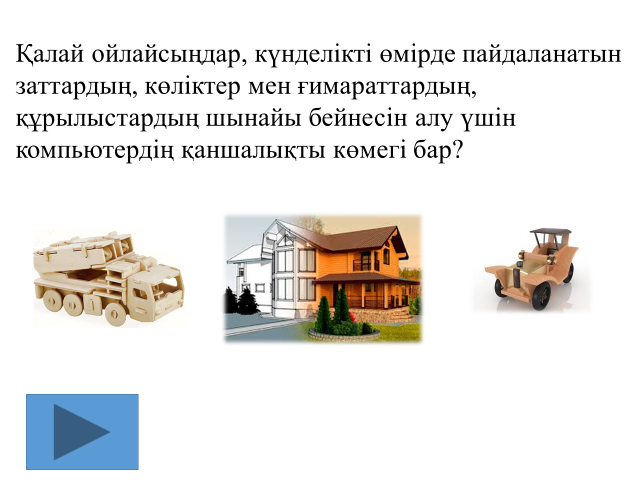 Қалай ойлайсыңдар, күнделікті өмірде пайдаланатын
заттардың, көліктер мен ғимараттардың,
құрылыстардың шынайы бейнесін алу үшін
компьютердің қаншалықты көмегі бар?